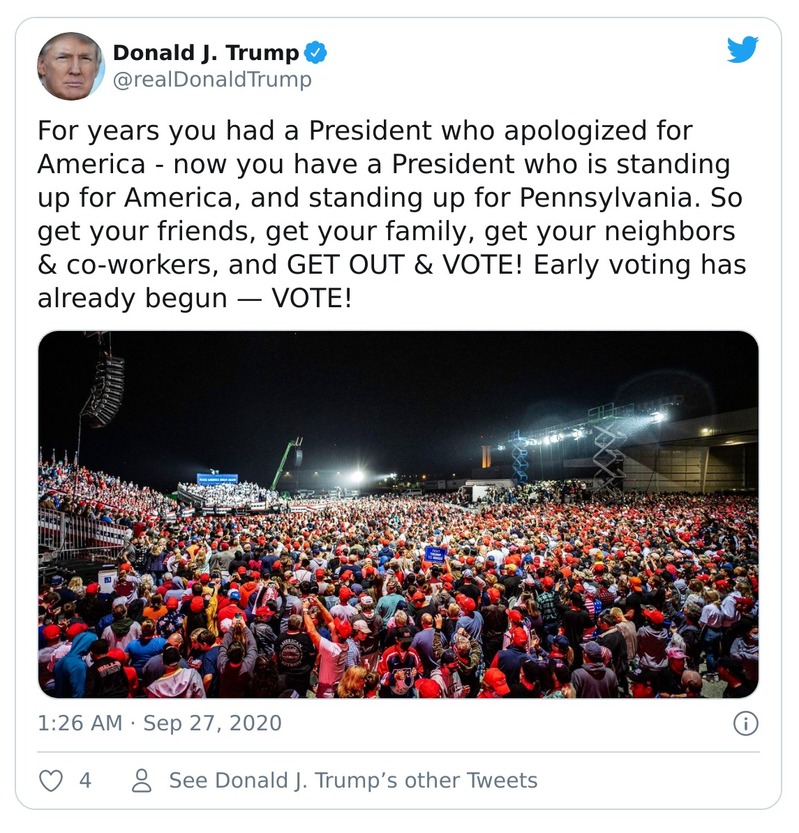 Donald J. Trump
@realDonaldTrump
For years you had a President who apologized for
America - now you have a President who is standing
up for America, and standing up for Pennsylvania. So
get your friends, get your family, get your neighbors
& co-workers, and GET OUT & VOTE! Early voting has
already begun — VOTE!
1:26 AM · Sep 27, 2020
4
See Donald J. Trump’s other Tweets